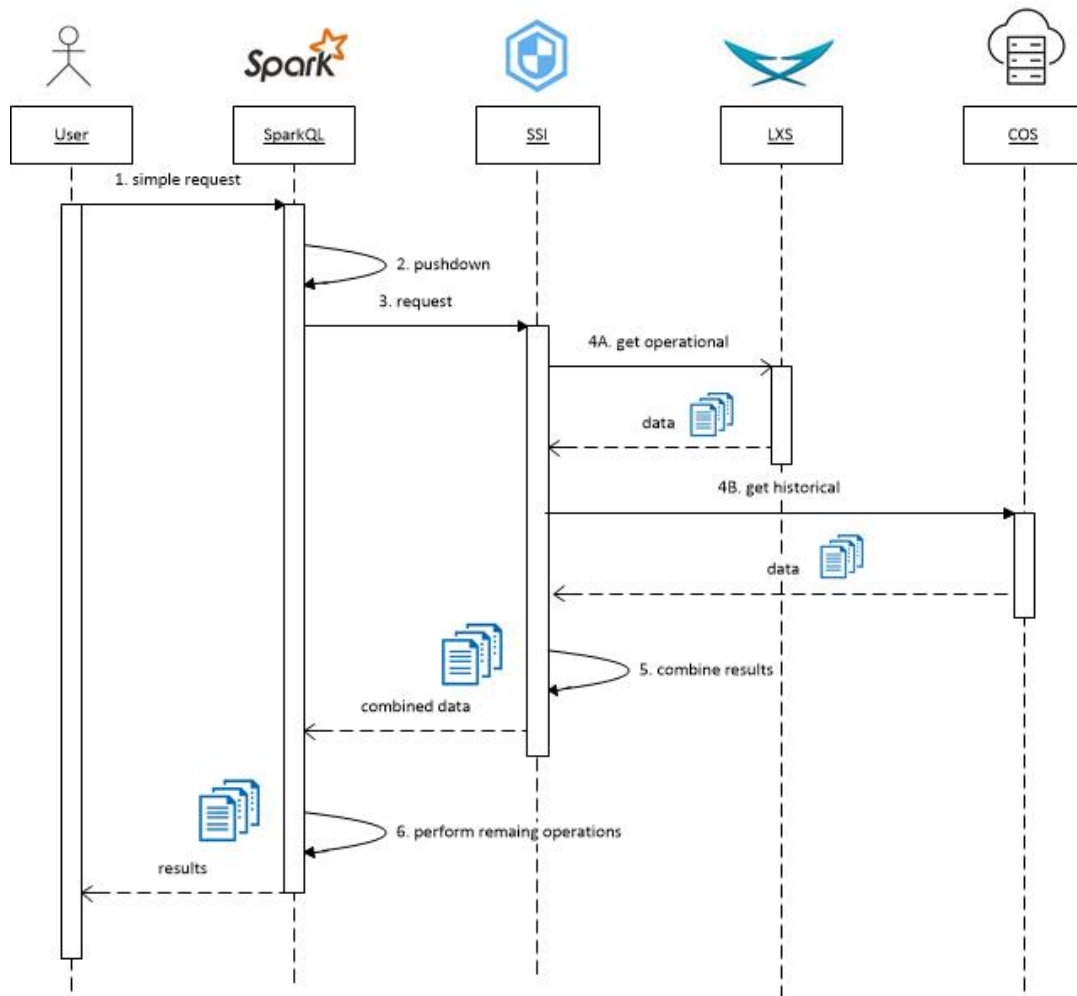 Spark
User
SparkQL
SSI
LXS
COS
1. simple request
2. pushdown
3. request
4A. get operational
data
4B. get historical
data
5. combine results
combined data
6. perform remaing operations
results